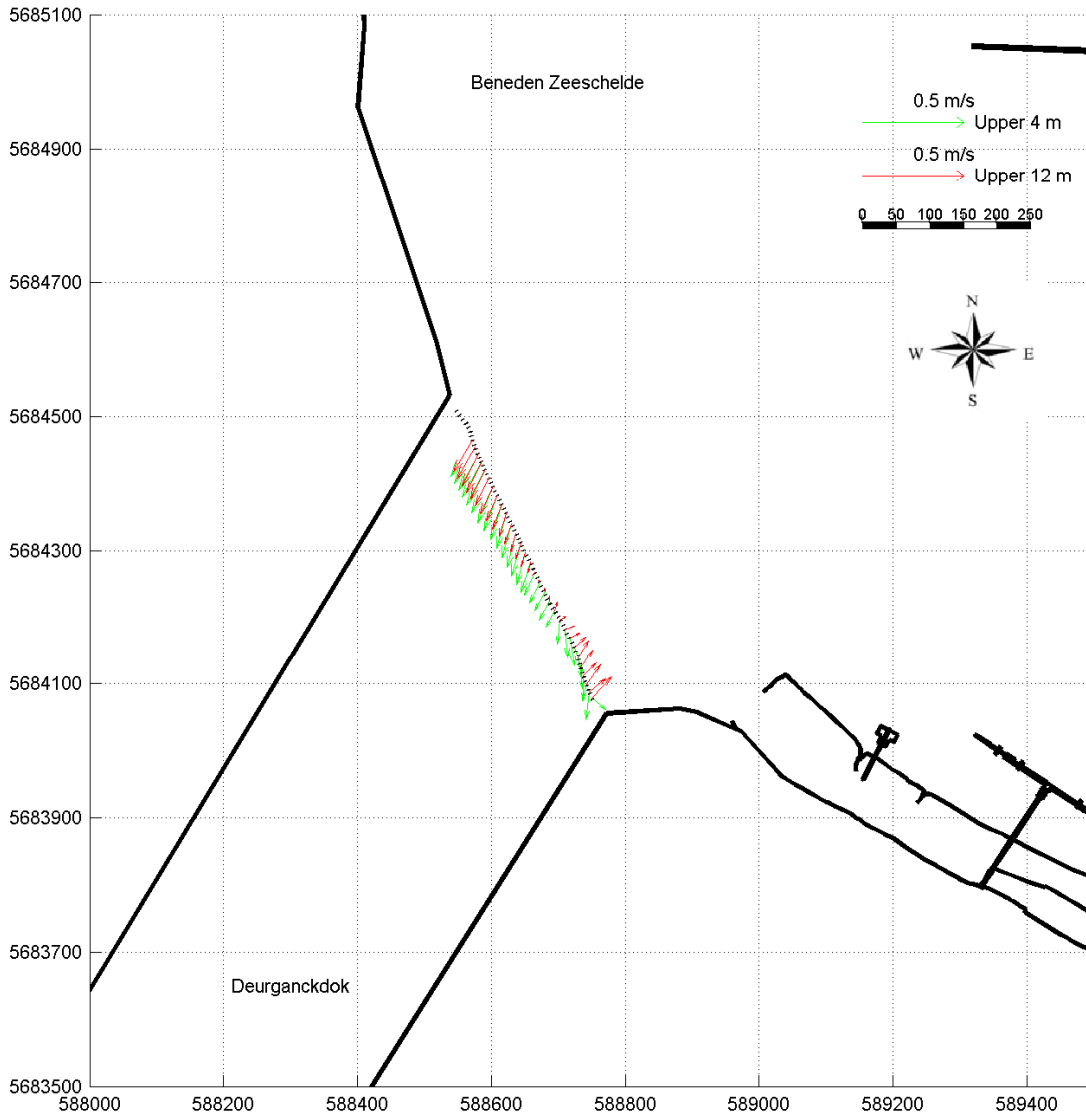 5685100
Beneden Zeeschelde
0.5 m/s
Upper 4 m
5684900
0.5 m/s
Upper 12 m
0 50 100 150 200 250
5684700
N
W E
S
5684500
5684300
5684100
5683900
5683700
Deurganckdok
5683500
588000 588200 588400 588600 588800 589000 589200 589400